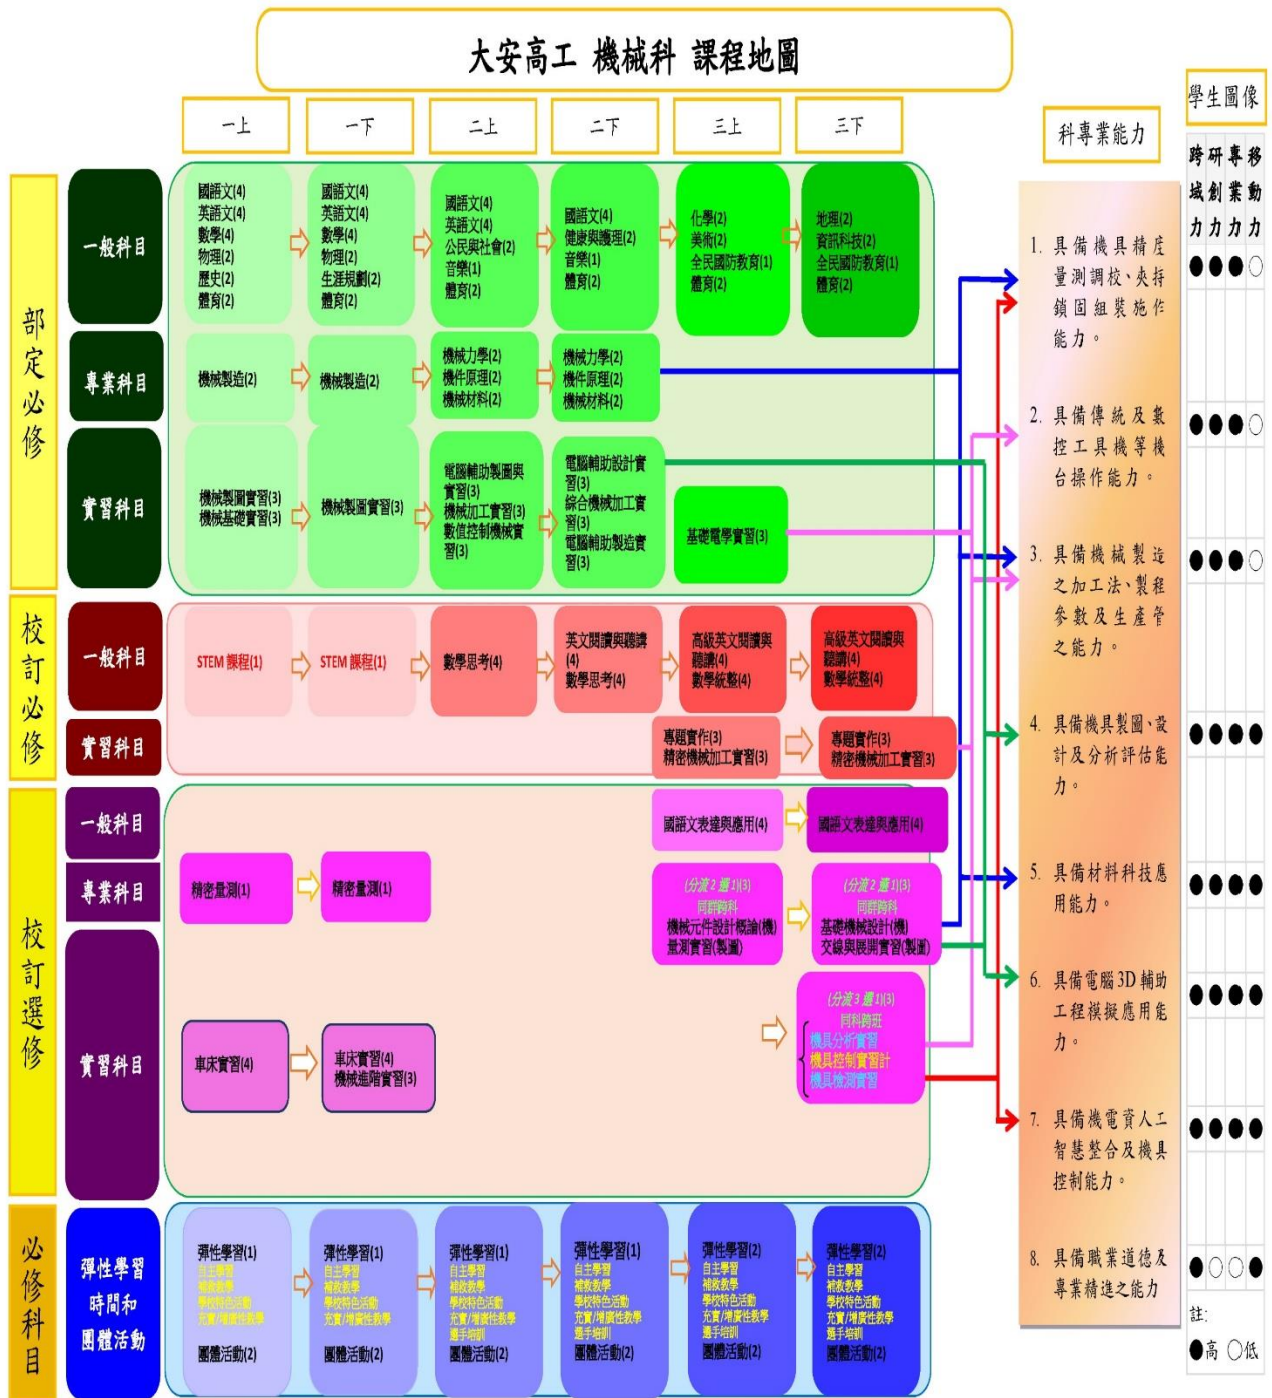 大安高工 機械科 課程地圖
一上
一下
二上
二下
三上
三下
科專業能力
學生圖像
跨域力
研創力
專業力
移動力
部定必修
一般科目
國語文(4)
英語文(4)
數學(4)
物理(2)
歷史(2)
體育(2)
國語文(4)
英語文(4)
數學(4)
物理(2)
生涯規劃(2)
體育(2)
國語文(4)
英語文(4)
公民與社會(2)
音樂(1)
體育(2)
國語文(4)
健康與護理(2)
音樂(1)
體育(2)
化學(2)
美術(2)
全民國防教育(1)
體育(2)
地理(2)
資訊科技(2)
全民國防教育(1)
體育(2)
專業科目
機械製造(2)
機械製造(2)
機械力學(2)
機件原理(2)
機械材料(2)
機械力學(2)
機件原理(2)
機械材料(2)
實習科目
機械製圖實習(3)
機械基礎實習(3)
機械製圖實習(3)
電腦輔助製圖與
實習(3)
機械加工實習(3)
數值控制機械實
習(3)
電腦輔助設計實
習(3)
綜合機械加工實
習(3)
電腦輔助製造實
習(3)
基礎電學實習(3)
校訂必修
一般科目
STEM 課程(1)
STEM 課程(1)
數學思考(4)
英文閱讀與聽講
(4)
數學思考(4)
高級英文閱讀與
聽講(4)
數學統整(4)
高級英文閱讀與
聽講(4)
數學統整(4)
實習科目
專題實作(3)
精密機械加工實習(3)
專題實作(3)
精密機械加工實習(3)
校訂選修
一般科目
國語文表達與應用(4)
國語文表達與應用(4)
專業科目
精密量測(1)
精密量測(1)
(分流 2 選 1)(3)
同群跨科
機械元件設計概論(機)
量測實習(製圖)
(分流 2 選 1)(3)
同群跨科
基礎機械設計(機)
交線與展開實習(製圖)
實習科目
車床實習(4)
車床實習(4)
機械進階實習(3)
(分流 3 選 1)(3)
同科跨班
機具分析實習
機具控制實習計
機具檢測實習
必修科目
彈性學習
時間和
團體活動
彈性學習(1)
自主學習
補救教學
學校特色活動
充實/增廣性教學
團體活動(2)
彈性學習(1)
自主學習
補救教學
學校特色活動
充實/增廣性教學
團體活動(2)
彈性學習(1)
自主學習
補救教學
學校特色活動
充實/增廣性教學
選手培訓
團體活動(2)
彈性學習(1)
自主學習
補救教學
學校特色活動
充實/增廣性教學
選手培訓
團體活動(2)
彈性學習(2)
自主學習
補救教學
學校特色活動
充實/增廣性教學
選手培訓
團體活動(2)
彈性學習(2)
自主學習
補救教學
學校特色活動
充實/增廣性教學
選手培訓
團體活動(2)
1. 具備機具精度
量測調校、夾持
鎖固組裝施作
能力。
2. 具備傳統及數
控工具機等機
台操作能力。
3. 具備機械製造
之加工法、製程
參數及生產管
之能力。
4. 具備機具製圖、設
計及分析評估能
力。
5. 具備材料科技應
用能力。
6. 具備電腦 3D 輔助
工程模擬應用能
力。
7. 具備機電資人工
智慧整合及機具
控制能力。
8. 具備職業道德及
專業精進之能力
註:
●高 ○低